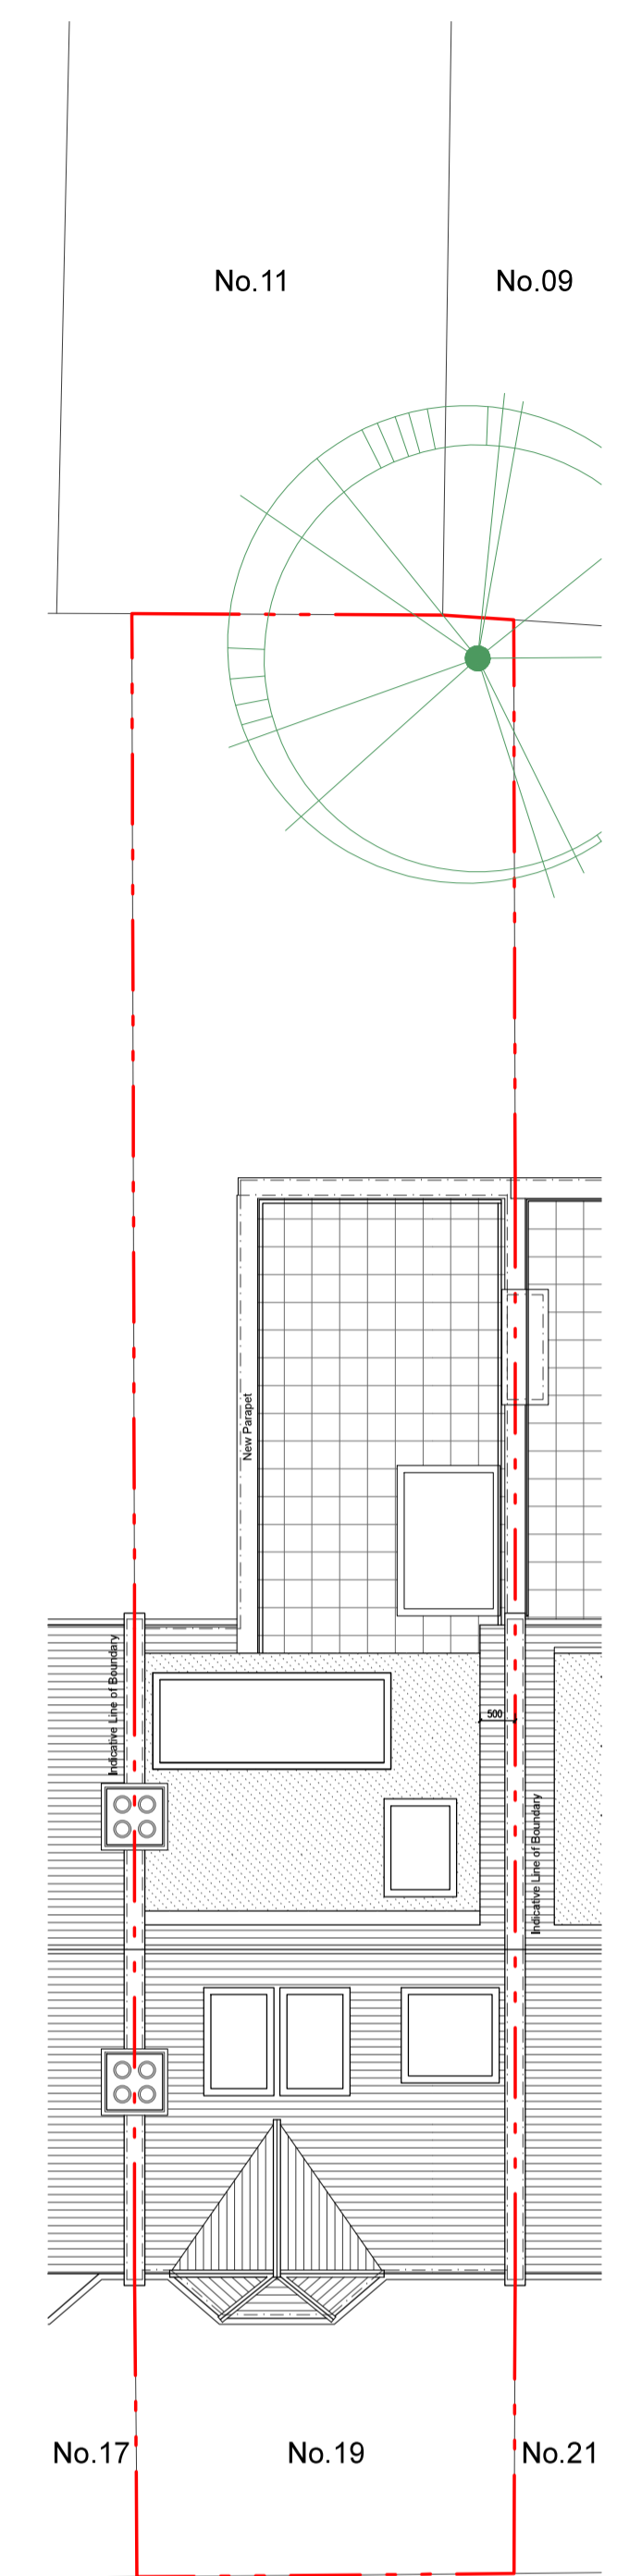 No.11
No.09
New Parapet
Indicative Line of Boundary
500
Indicative Line of Boundary
No.17
No.19
No.21